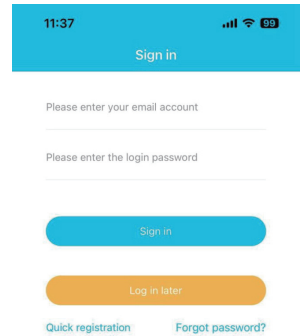 11:37
99
Sign in
Please enter your email account
Please enter the login password
Sign in
Log in later
Quick registration Forgot password?